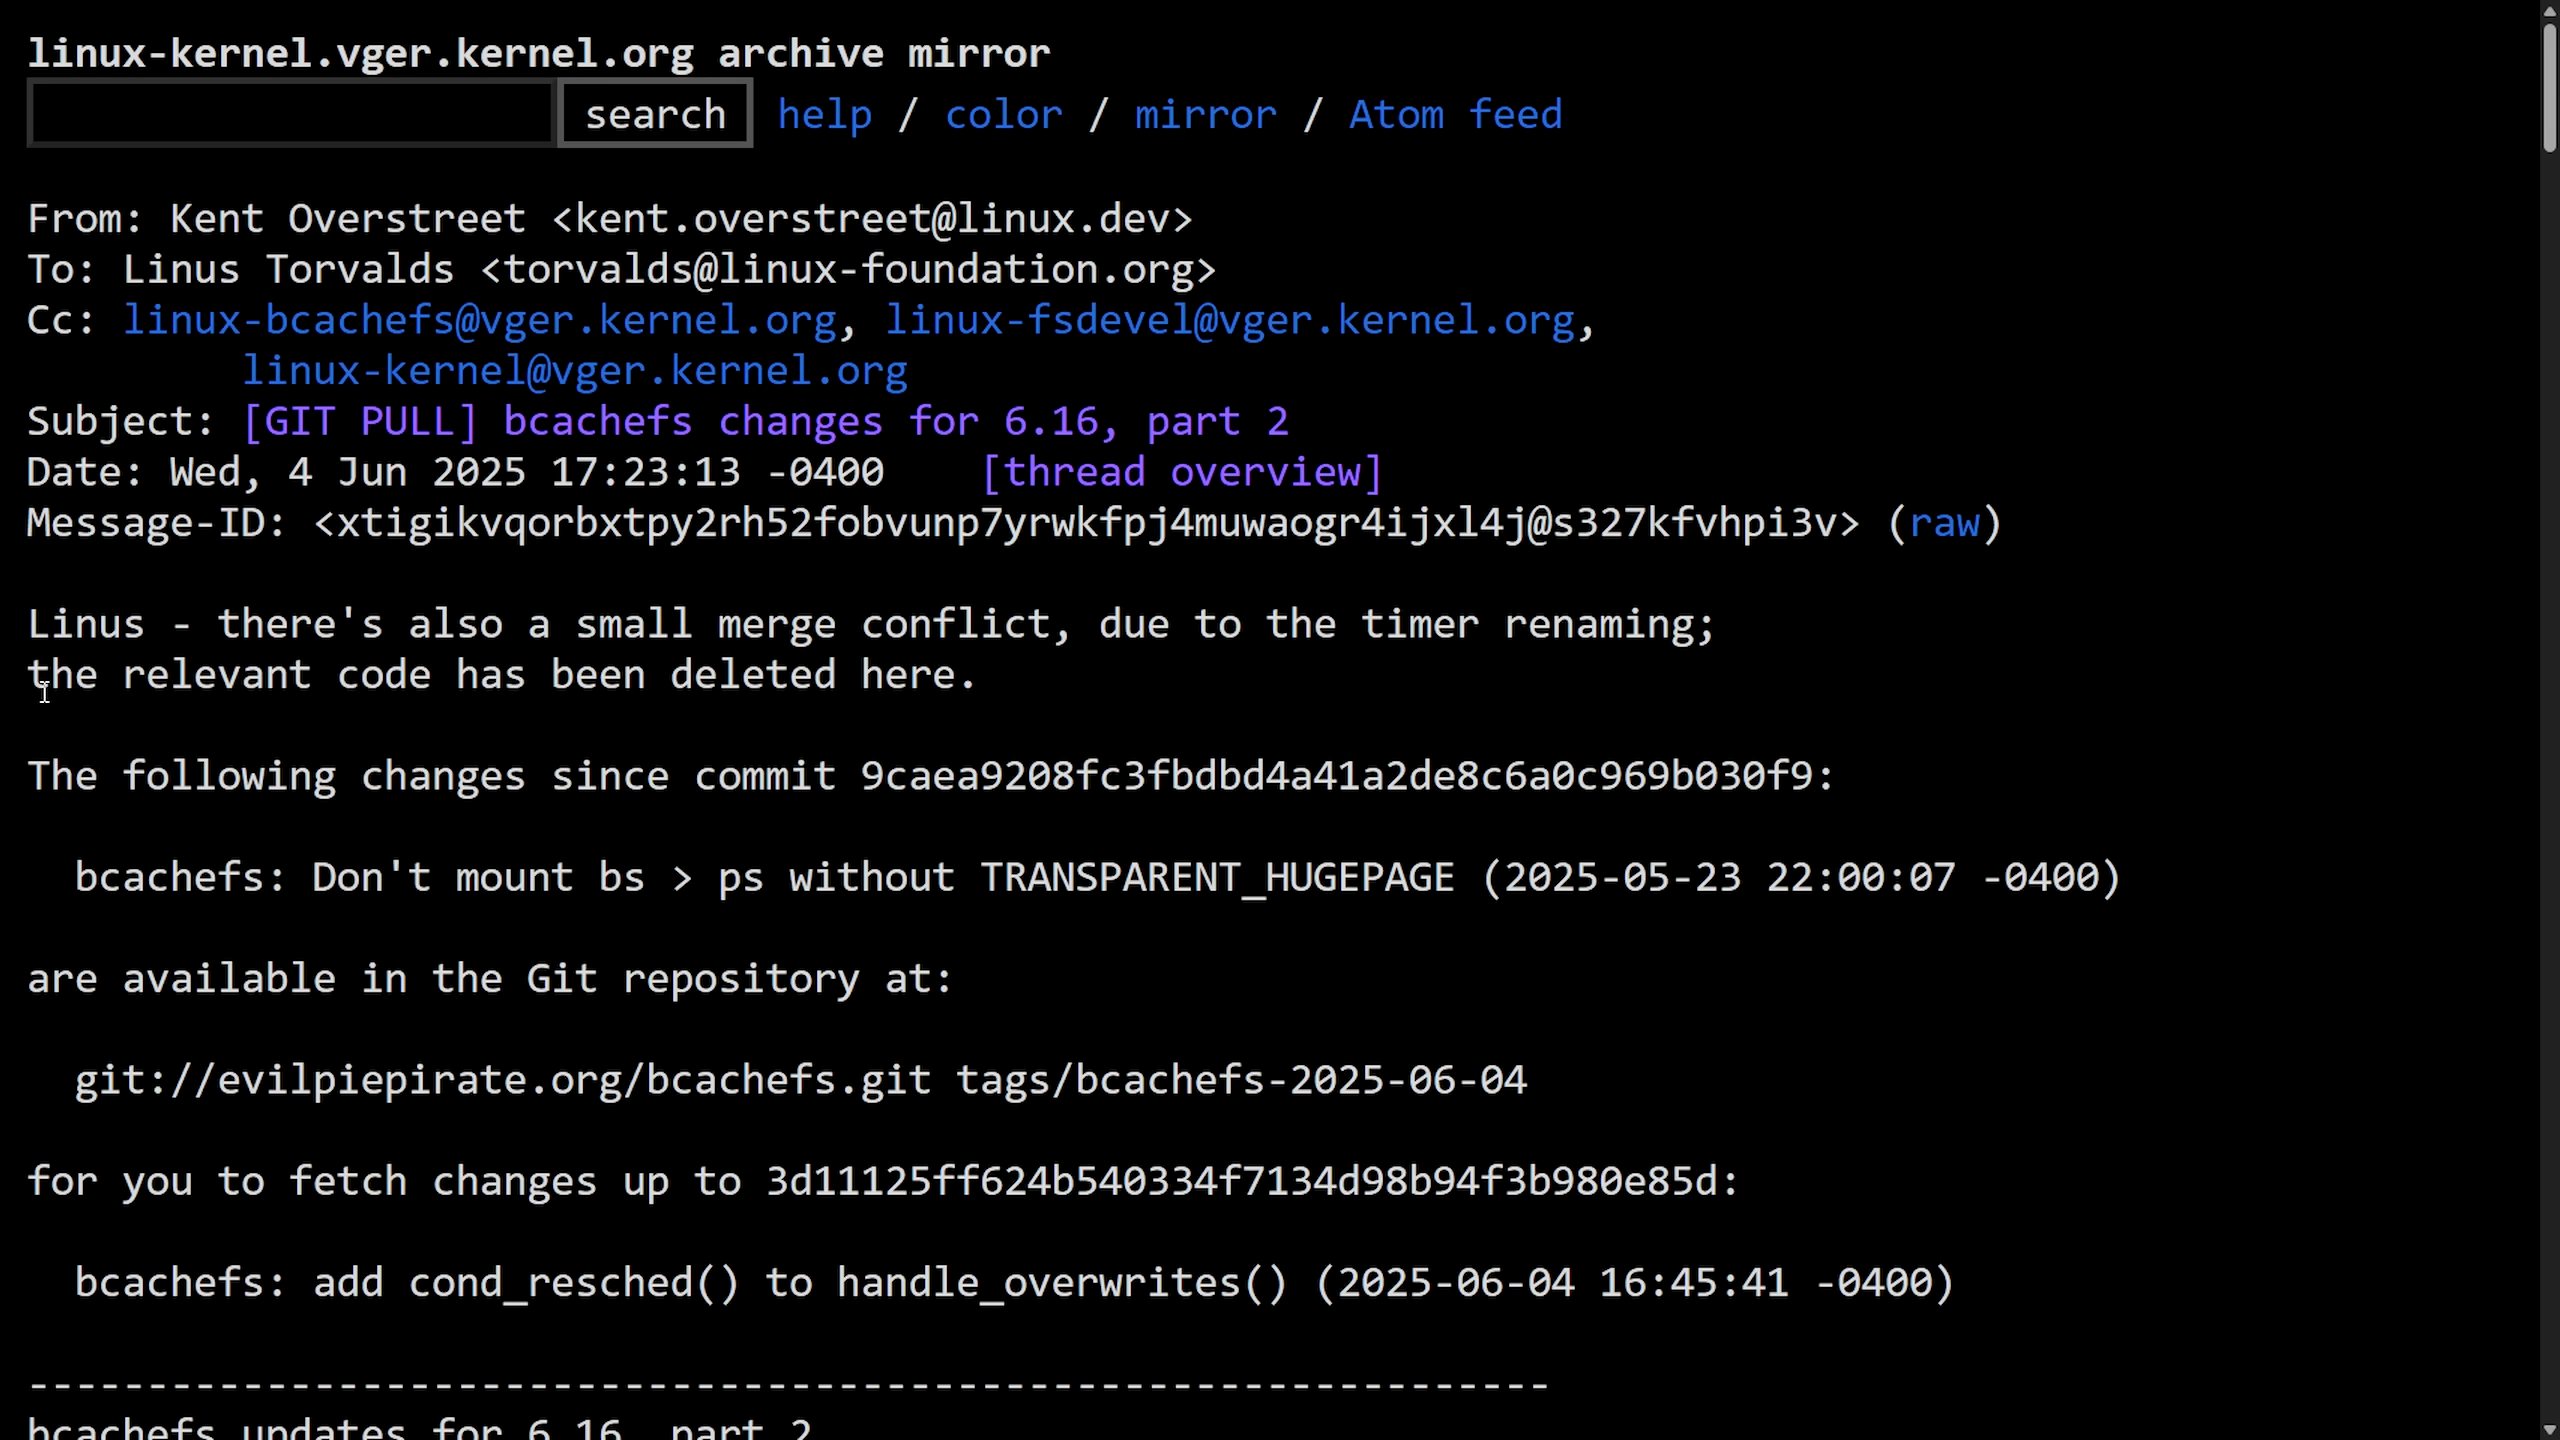 linux-kernel.vger.kernel.org archive mirror
search help / color / mirror / Atom feed
From: Kent Overstreet <kent.overstreet@linux.dev>
To: Linus Torvalds <torvalds@linux-foundation.org>
Cc: linux-bcachefs@vger.kernel.org, linux-fsdevel@vger.kernel.org,
linux-kernel@vger.kernel.org
Subject: [GIT PULL] bcachefs changes for 6.16, part 2
Date: Wed, 4 Jun 2025 17:23:13 -0400 [thread overview]
Message-ID: <xtigikvqorbxtpy2rh52fobvunp7yrwkfpj4muwaogr4ijxl4j@s327kfvhpi3v> (raw)
Linus - there's also a small merge conflict, due to the timer renaming;
the relevant code has been deleted here.
The following changes since commit 9caea9208fc3fbdbd4a41a2de8c6a0c969b030f9:
bcachefs: Don't mount bs > ps without TRANSPARENT_HUGEPAGE (2025-05-23 22:00:07 -0400)
are available in the Git repository at:
git://evilpiepirate.org/bcachefs.git tags/bcachefs-2025-06-04
for you to fetch changes up to 3d11125ff624b540334f7134d98b94f3b980e85d:
bcachefs: add cond_resched() to handle_overwrites() (2025-06-04 16:45:41 -0400)
----------------------------------------------------------------
bcachefs updates for 6.16, part 2